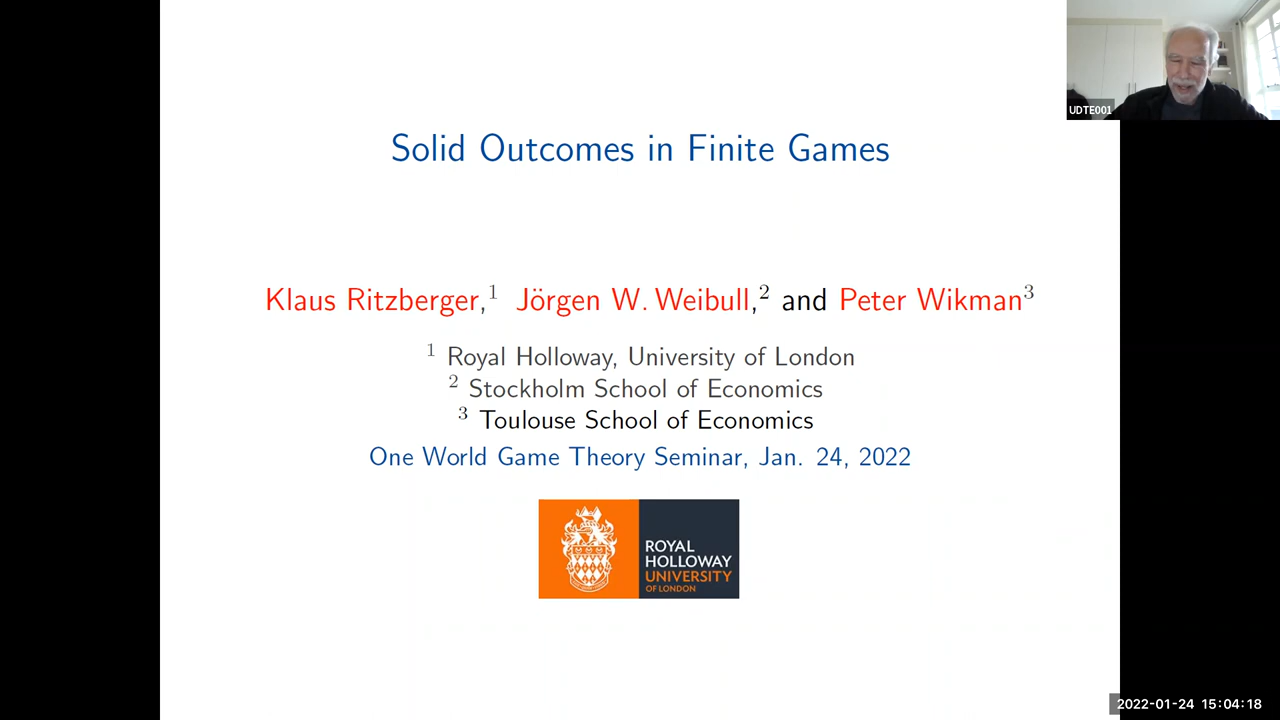 UDTE001
Solid Outcomes in Finite Games
Klaus Ritzberger,1 Jörgen W. Weibull,2 and Peter Wikman3
1 Royal Holloway, University of London
2 Stockholm School of Economics
3 Toulouse School of Economics
One World Game Theory Seminar, Jan. 24, 2022
ROYAL
HOLLOWAY
UNIVERSITY
OF LONDON
2022-01-24 15:04:18